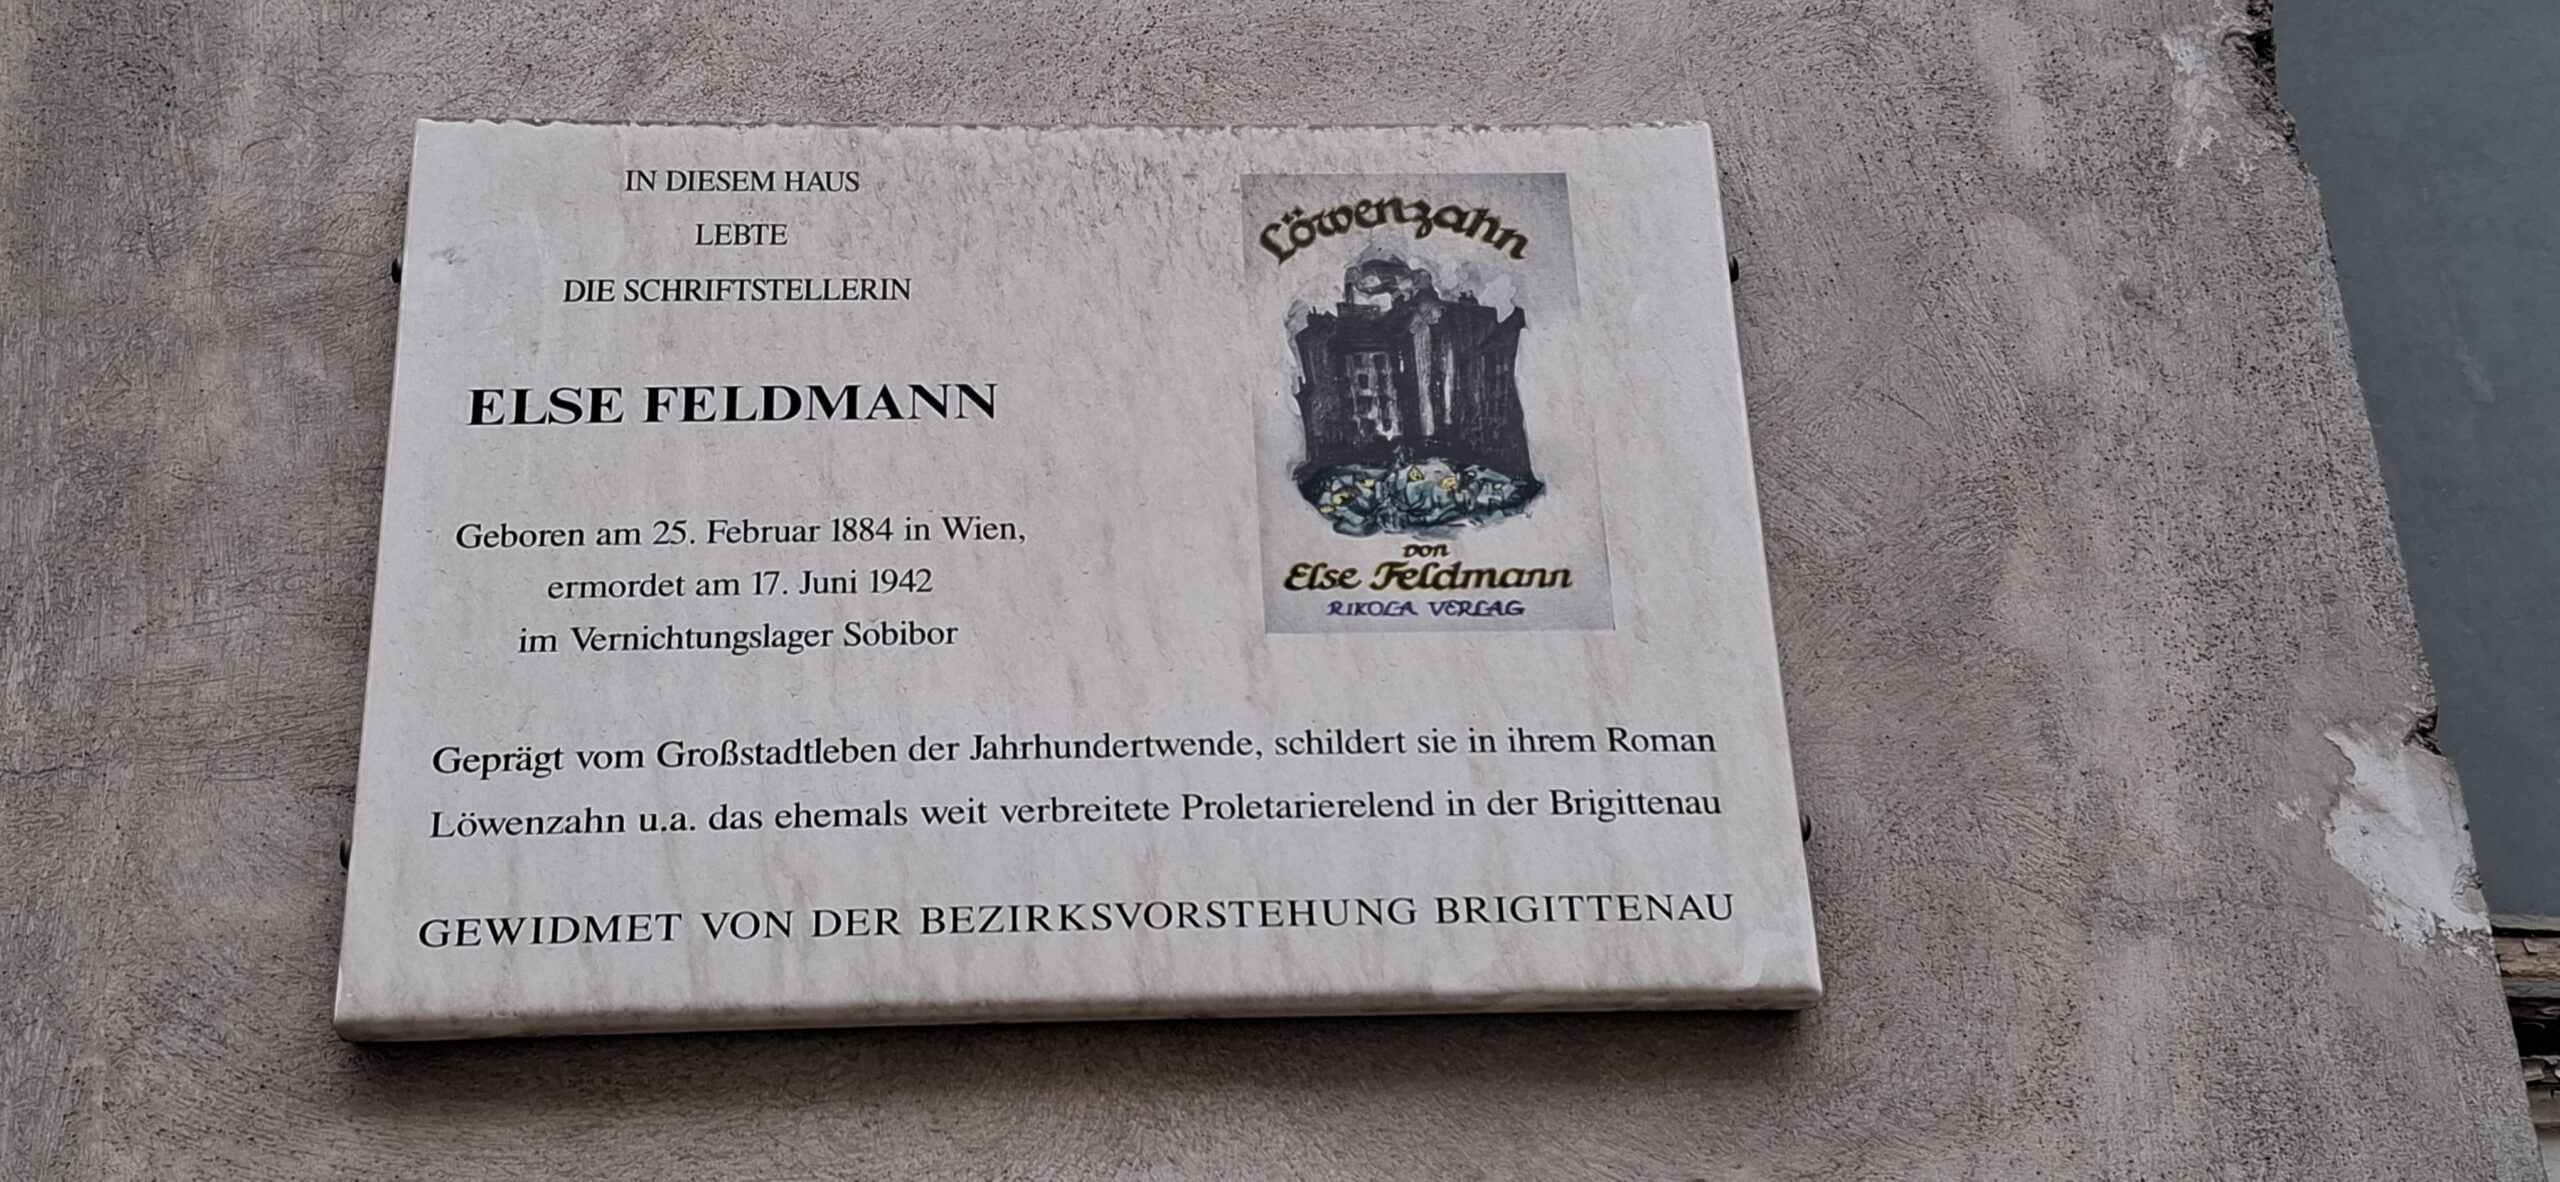 IN DIESEM HAUS
LEBTE
DIE SCHRIFTSTELLERIN
ELSE FELDMANN
Geboren am 25. Februar 1884 in Wien,
ermordet am 17. Juni 1942
im Vernichtungslager Sobibor
Löwenzahn
von
Else Feldmann
RIKOLA VERLAG
Geprägt vom Großstadtleben der Jahrhundertwende, schildert sie in ihrem Roman
Löwenzahn u.a. das ehemals weit verbreitete Proletarierelend in der Brigittenau
GEWIDMET VON DER BEZIRKSVORSTEHUNG BRIGITTENAU